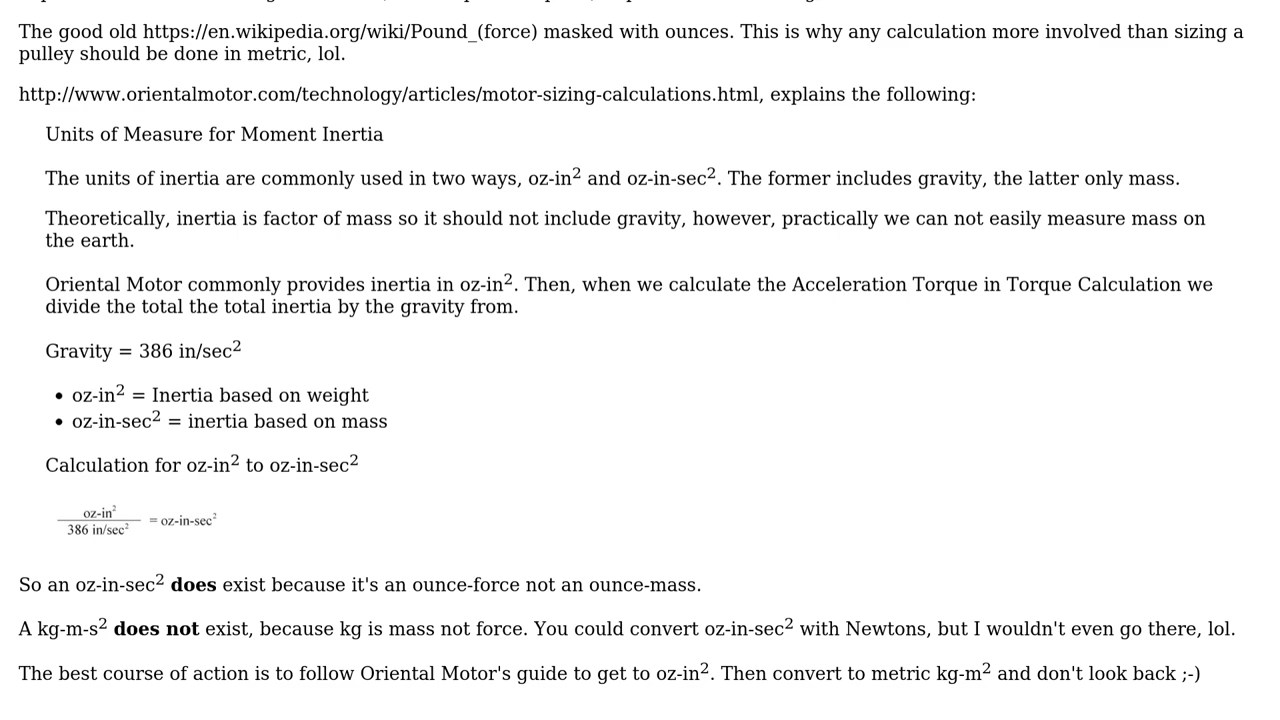 The good old https://en.wikipedia.org/wiki/Pound_(force) masked with ounces. This is why any calculation more involved than sizing a
pulley should be done in metric, lol.
http://www.orientalmotor.com/technology/articles/motor-sizing-calculations.html, explains the following:
Units of Measure for Moment Inertia
The units of inertia are commonly used in two ways, oz-in² and oz-in-sec². The former includes gravity, the latter only mass.
Theoretically, inertia is factor of mass so it should not include gravity, however, practically we can not easily measure mass on
the earth.
Oriental Motor commonly provides inertia in oz-in². Then, when we calculate the Acceleration Torque in Torque Calculation we
divide the total the total inertia by the gravity from.
Gravity = 386 in/sec²
• oz-in² = Inertia based on weight
• oz-in-sec² = inertia based on mass
Calculation for oz-in² to oz-in-sec²
oz-in²
386 in/sec² = oz-in-sec²
So an oz-in-sec² does exist because it's an ounce-force not an ounce-mass.
A kg-m-s² does not exist, because kg is mass not force. You could convert oz-in-sec² with Newtons, but I wouldn't even go there, lol.
The best course of action is to follow Oriental Motor's guide to get to oz-in². Then convert to metric kg-m² and don't look back ;-)